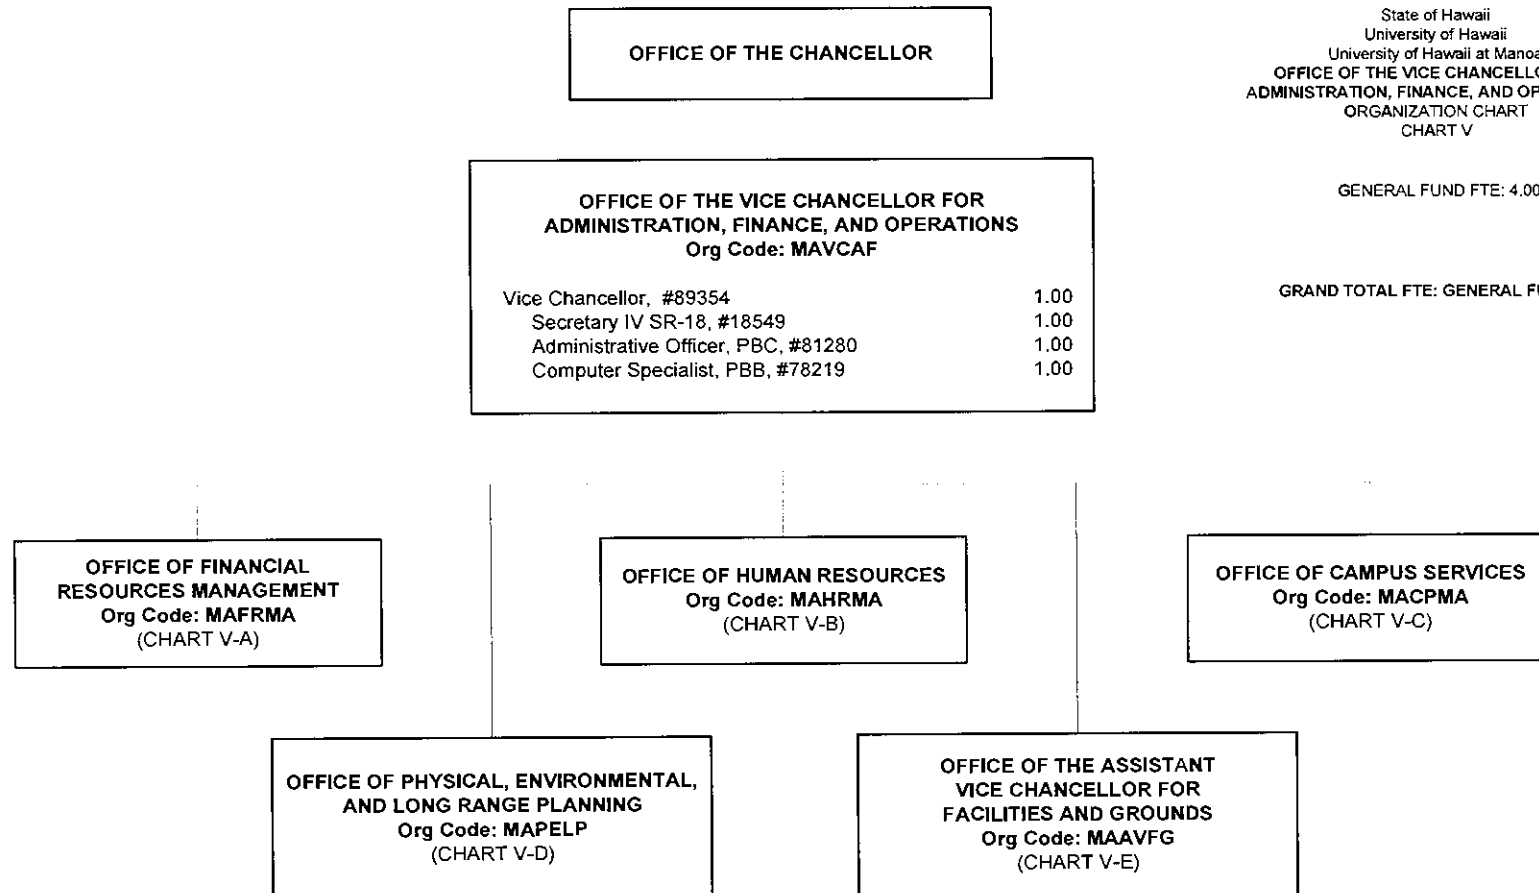 OFFICE OF THE CHANCELLOR
State of Hawaii
University of Hawaii
University of Hawaii at Manoa
OFFICE OF THE VICE CHANCELLO
ADMINISTRATION, FINANCE, AND OP
ORGANIZATION CHART
CHART V
GENERAL FUND FTE: 4.00
GRAND TOTAL FTE: GENERAL FU
OFFICE OF THE VICE CHANCELLOR FOR
ADMINISTRATION, FINANCE, AND OPERATIONS
Org Code: MAVCAF
Vice Chancellor, #89354 1.00
Secretary IV SR-18, #18549 1.00
Administrative Officer, PBC, #81280 1.00
Computer Specialist, PBB, #78219 1.00
OFFICE OF FINANCIAL
RESOURCES MANAGEMENT
Org Code: MAFRMA
(CHART V-A)
OFFICE OF HUMAN RESOURCES
Org Code: MAHRMA
(CHART V-B)
OFFICE OF CAMPUS SERVICES
Org Code: MACPMA
(CHART V-C)
OFFICE OF PHYSICAL, ENVIRONMENTAL,
AND LONG RANGE PLANNING
Org Code: MAPELP
(CHART V-D)
OFFICE OF THE ASSISTANT
VICE CHANCELLOR FOR
FACILITIES AND GROUNDS
Org Code: MAAVFG
(CHART V-E)